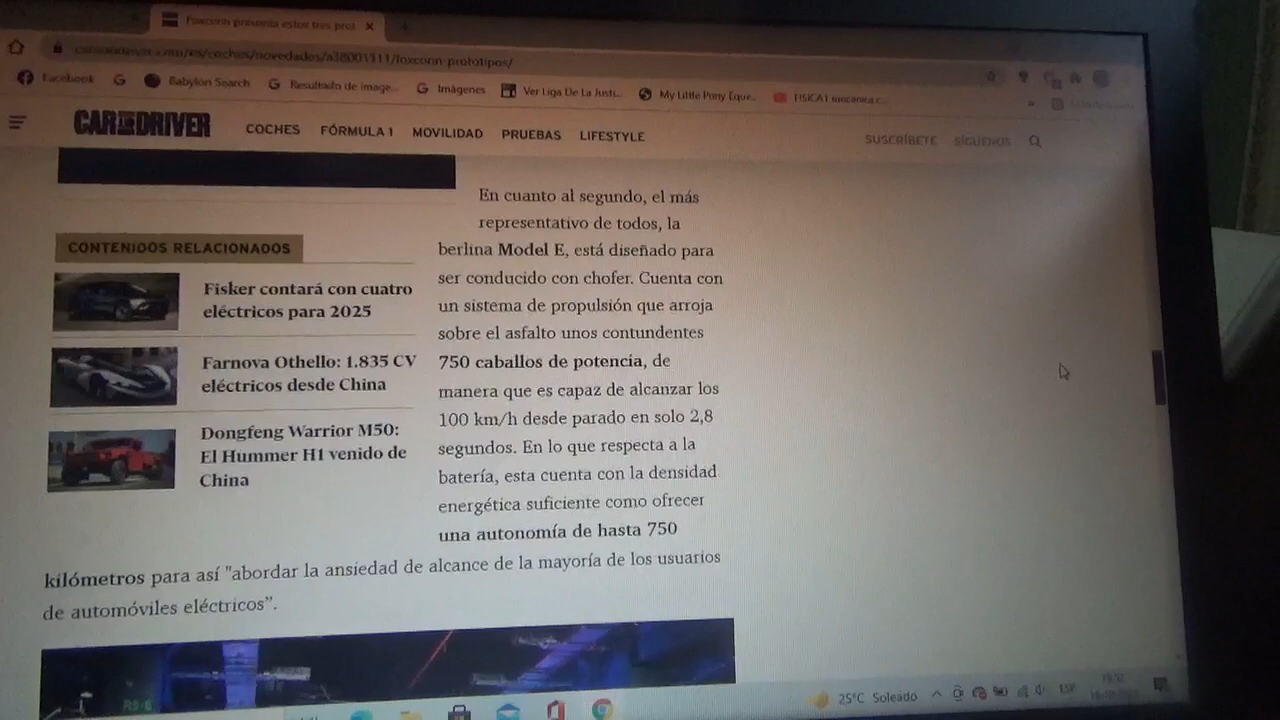 Foxconn presenta estos tres prot
caranddriver.com/es/coches/novedades/a38001111/foxconn-prototipos/
Facebook
Babylon Search
Resultado de image...
Imágenes
Ver Liga De La Justi...
My Little Pony Eque...
FISICA I mecanica c...
CAR AND DRIVER
COCHES
FÓRMULA 1
MOVILIDAD
PRUEBAS
LIFESTYLE
SUSCRÍBETE
SÍGUENOS
CONTENIDOS RELACIONADOS
Fisker contará con cuatro
eléctricos para 2025
Farnova Othello: 1.835 CV
eléctricos desde China
Dongfeng Warrior M50:
El Hummer H1 venido de
China
En cuanto al segundo, el más
representativo de todos, la
berlina Model E, está diseñado para
ser conducido con chofer. Cuenta con
un sistema de propulsión que arroja
sobre el asfalto unos contundentes
750 caballos de potencia, de
manera que es capaz de alcanzar los
100 km/h desde parado en solo 2,8
segundos. En lo que respecta a la
batería, esta cuenta con la densidad
energética suficiente como ofrecer
una autonomía de hasta 750
kilómetros para así "abordar la ansiedad de alcance de la mayoría de los usuarios
de automóviles eléctricos”.
25°C Soleado
ESP